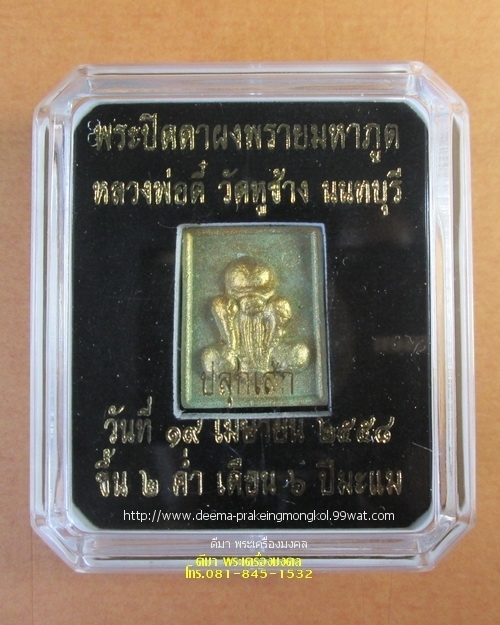 พระปิดตาผงพรายมหาภูต
หลวงพ่อตี๋ วัดหูช้าง นนทบุรี
ปลุกเสก
วันที่ ๑๙ เมษายน ๒๕๕๘
ขึ้น ๒ ค่ำ เดือน ๖ ปีมะแม
http://www.deema-prakeingmongkol.99wat.com
ดีมา พระเครื่องมงคล
ดีมา พระเครื่องมงคล
โทร.081-845-1532